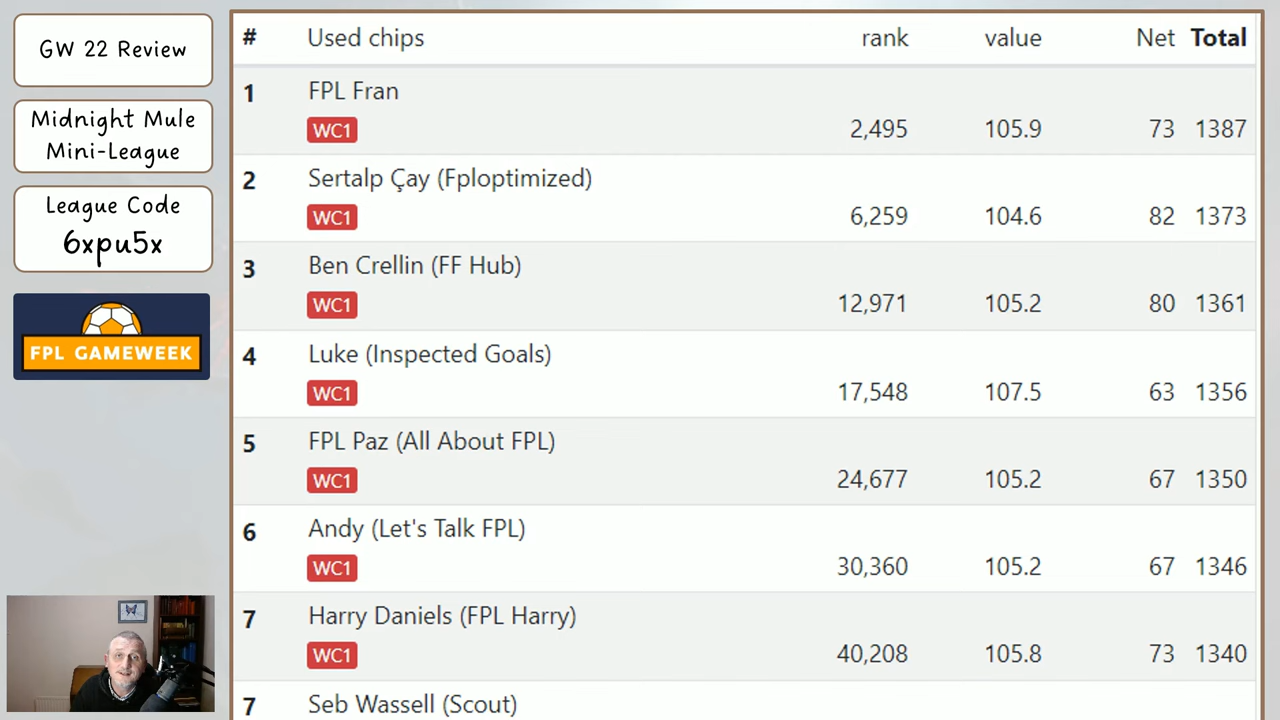 GW 22 Review
Midnight Mule
Mini-League
League Code
6xpu5x
FPL GAMEWEEK
# Used chips rank value Net Total
1 FPL Fran
WC1 2,495 105.9 73 1387
2 Sertalp Çay (Fploptimized)
WC1 6,259 104.6 82 1373
3 Ben Crellin (FF Hub)
WC1 12,971 105.2 80 1361
4 Luke (Inspected Goals)
WC1 17,548 107.5 63 1356
5 FPL Paz (All About FPL)
WC1 24,677 105.2 67 1350
6 Andy (Let's Talk FPL)
WC1 30,360 105.2 67 1346
7 Harry Daniels (FPL Harry)
WC1 40,208 105.8 73 1340
7 Seb Wassell (Scout)